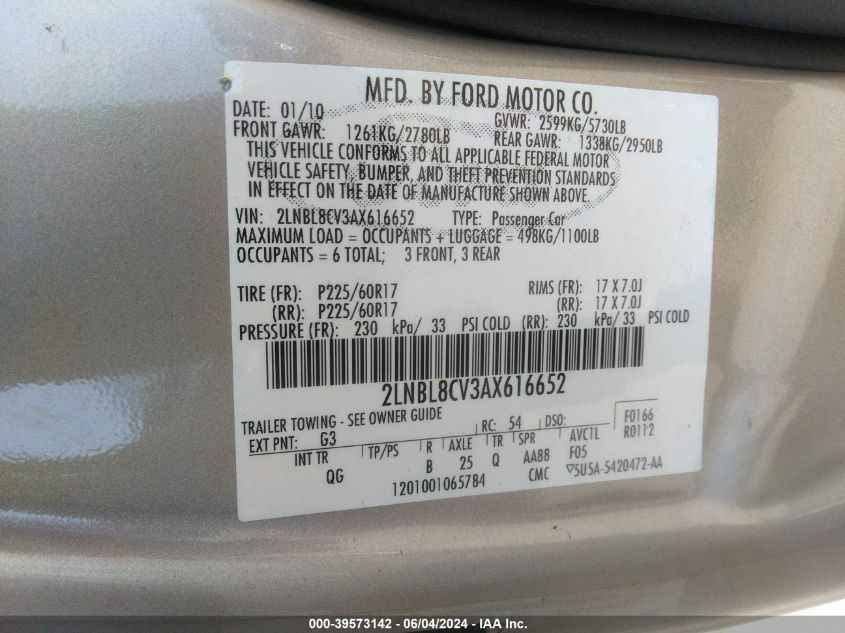 MFD. BY FORD MOTOR CO.
DATE: 01/10 GVWR: 2599KG/5730LB
FRONT GAWR: 1261KG/2780LB REAR GAWR: 1338KG/2950LB
THIS VEHICLE CONFORMS TO ALL APPLICABLE FEDERAL MOTOR
VEHICLE SAFETY, BUMPER, AND THEFT PREVENTION STANDARDS
IN EFFECT ON THE DATE OF MANUFACTURE SHOWN ABOVE.
VIN: 2LNBL8CV3AX616652 TYPE: Passenger Car
MAXIMUM LOAD = OCCUPANTS + LUGGAGE = 498KG/1100LB
OCCUPANTS = 6 TOTAL; 3 FRONT, 3 REAR
TIRE (FR): P225/60R17 RIMS (FR): 17 X 7.0J
(RR): P225/60R17 (RR): 17 X 7.0J
PRESSURE (FR): 230 kPa/ 33 PSI COLD (RR): 230 kPa/ 33 PSI COLD
2LNBL8CV3AX616652
TRAILER TOWING - SEE OWNER GUIDE
EXT PNT: G3 RC: 54 DSO: F0166
R0112
INT TR TP/PS R AXLE TR SPR AVCTL
QG B 25 Q AA88 F05
1201001065784 CMC ▽5U5A-5420472-AA
000-39573142 - 06/04/2024 - IAA Inc.